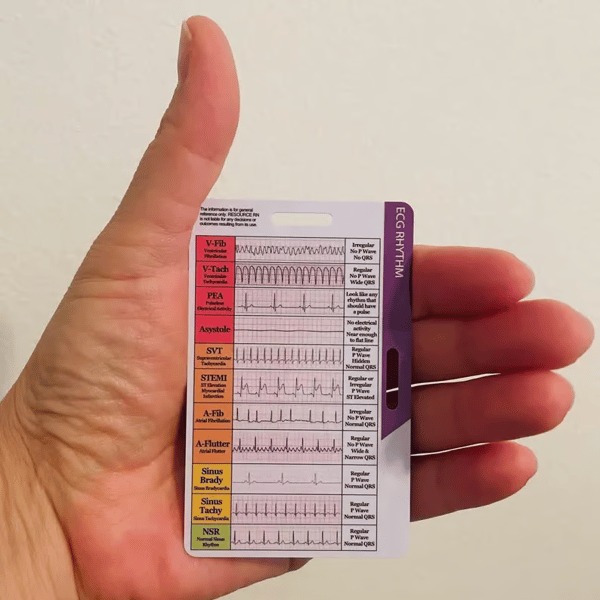 The information is for general
reference only. RESOURCE RN
is not liable for any decisions or
outcomes resulting from its use.
ECG RHYTHM
V-Fib
Ventricular
Fibrillation
Irregular
No P Wave
No QRS
V-Tach
Ventricular
Tachycardia
Regular
No P Wave
Wide QRS
PEA
Pulseless
Electrical Activity
Look like any
rhythm that
should have
a pulse
Asystole
No electrical
activity
Near enough
to flat line
SVT
Supraventricular
Tachycardia
Regular
P Wave
Hidden
Normal QRS
STEMI
ST Elevation
Myocardial
Infarction
Regular or
Irregular
P Wave
ST Elevated
A-Fib
Atrial Fibrillation
Irregular
No P Wave
Normal QRS
A-Flutter
Atrial Flutter
Regular
No P Wave
Wide &
Narrow QRS
Sinus
Brady
Sinus Bradycardia
Regular
P Wave
Normal QRS
Sinus
Tachy
Sinus Tachycardia
Regular
P Wave
Normal QRS
NSR
Normal Sinus
Rhythm
Regular
P Wave
Normal QRS